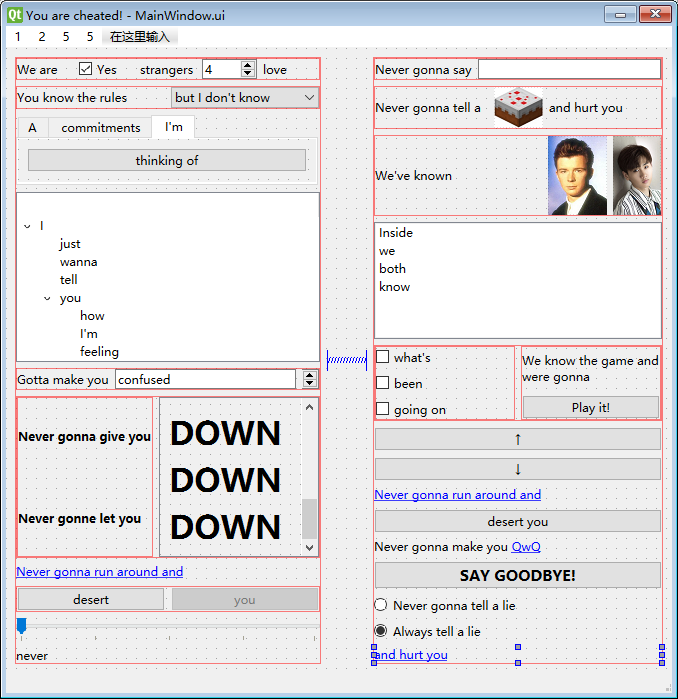 You are cheated! - MainWindow.ui
1 2 5 5 在这里输入
We are Yes strangers 4 love
You know the rules but I don't know
A commitments I'm
thinking of
I
just
wanna
tell
you
how
I'm
feeling
Gotta make you confused
Never gonna give you
Never gonne let you
DOWN
DOWN
DOWN
Never gonna run around and
desert you
never
Never gonna say
Never gonna tell a and hurt you
We've known
Inside
we
both
know
what's
been
going on
We know the game and
were gonna
Play it!
↑
↓
Never gonna run around and
desert you
Never gonna make you QwQ
SAY GOODBYE!
Never gonna tell a lie
Always tell a lie
and hurt you